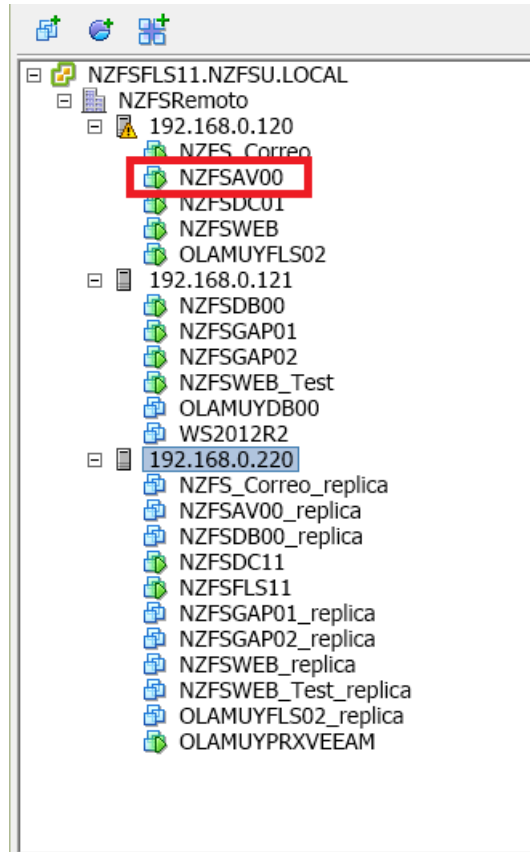 NZFSFLS11.NZFSU.LOCAL
NZFSRemoto
192.168.0.120
NZFS_Correo
NZFSAV00
NZFSDC01
NZFSWEB
OLAMUYFLS02
192.168.0.121
NZFSDB00
NZFSGAP01
NZFSGAP02
NZFSWEB_Test
OLAMUYDB00
WS2012R2
192.168.0.220
NZFS_Correo_replica
NZFSAV00_replica
NZFSDB00_replica
NZFSDC11
NZFSFLS11
NZFSGAP01_replica
NZFSGAP02_replica
NZFSWEB_replica
NZFSWEB_Test_replica
OLAMUYFLS02_replica
OLAMUYPRXVEEAM